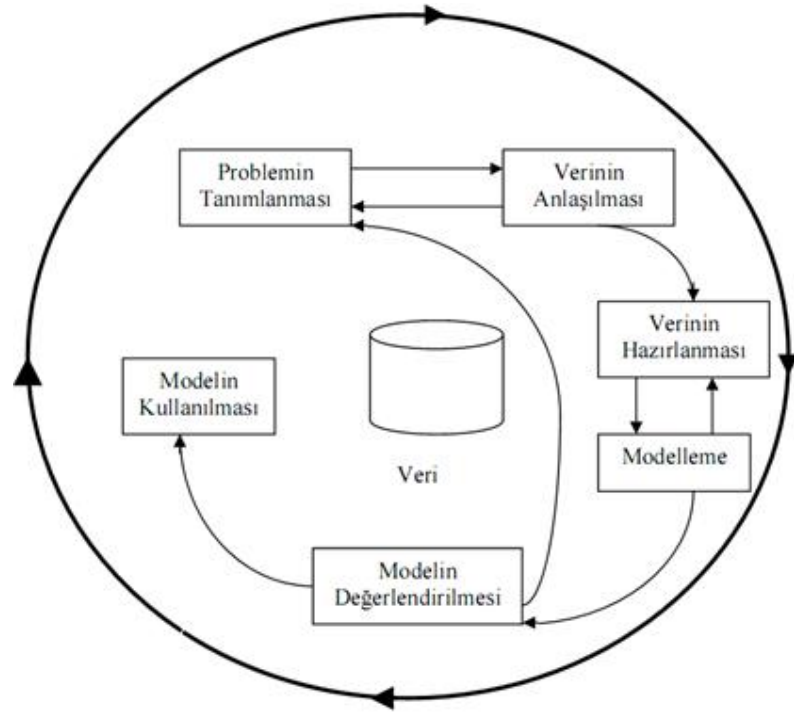 Problemin
Tanımlanması
Verinin
Anlaşılması
Verinin
Hazırlanması
Modelin
Kullanılması
Modelleme
Veri
Modelin
Değerlendirilmesi